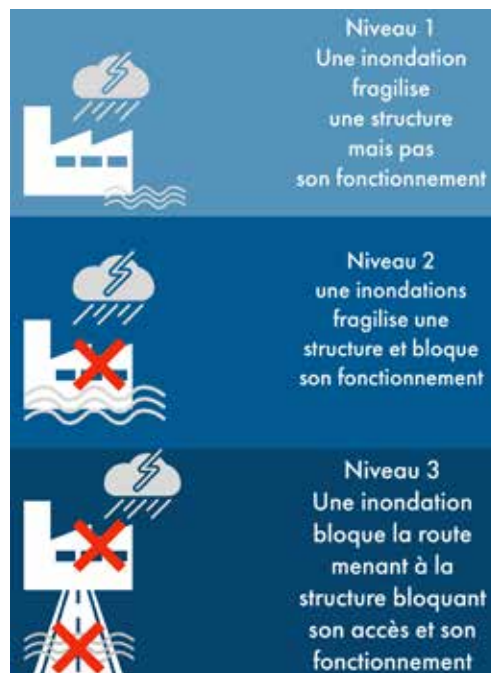 Niveau 1
Une inondation
fragilise
une structure
mais pas
son fonctionnement
Niveau 2
une inondations
fragilise une
structure et bloque
son fonctionnement
Niveau 3
Une inondation
bloque la route
menant à la
structure bloquant
son accès et son
fonctionnement